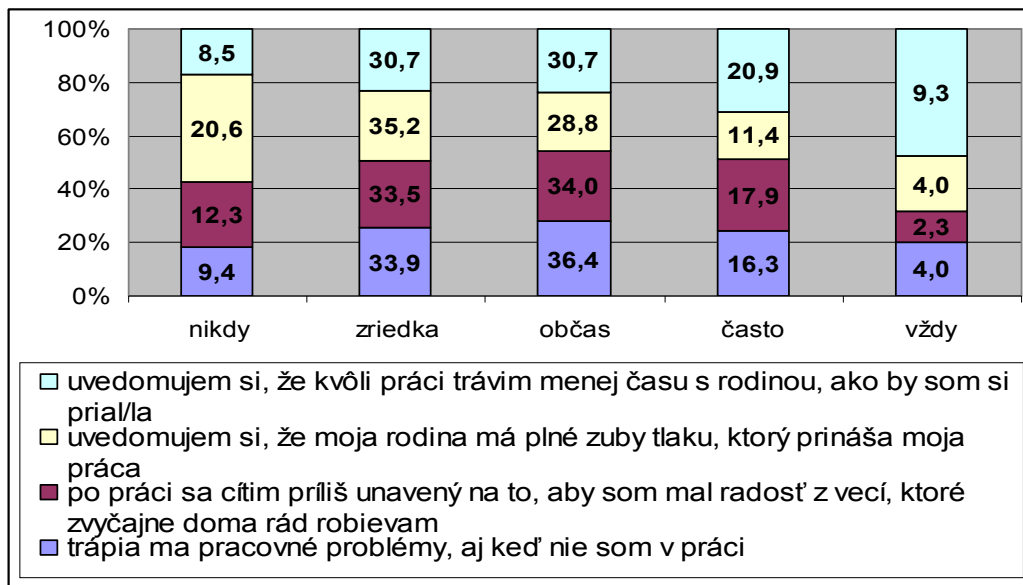 100%
80%
60%
40%
20%
0%
8,5 30,7 30,7 20,9 9,3
20,6 35,2 28,8 11,4 4,0
12,3 33,5 34,0 17,9 2,3
9,4 33,9 36,4 16,3 4,0
nikdy zriedka občas často vždy
uvedomujem si, že kvôli práci trávim menej času s rodinou, ako by som si
prial/la
uvedomujem si, že moja rodina má plné zuby tlaku, ktorý prináša moja
práca
po práci sa cítim príliš unavený na to, aby som mal radosť z vecí, ktoré
zvyčajne doma rád robievam
trápia ma pracovné problémy, aj keď nie som v práci